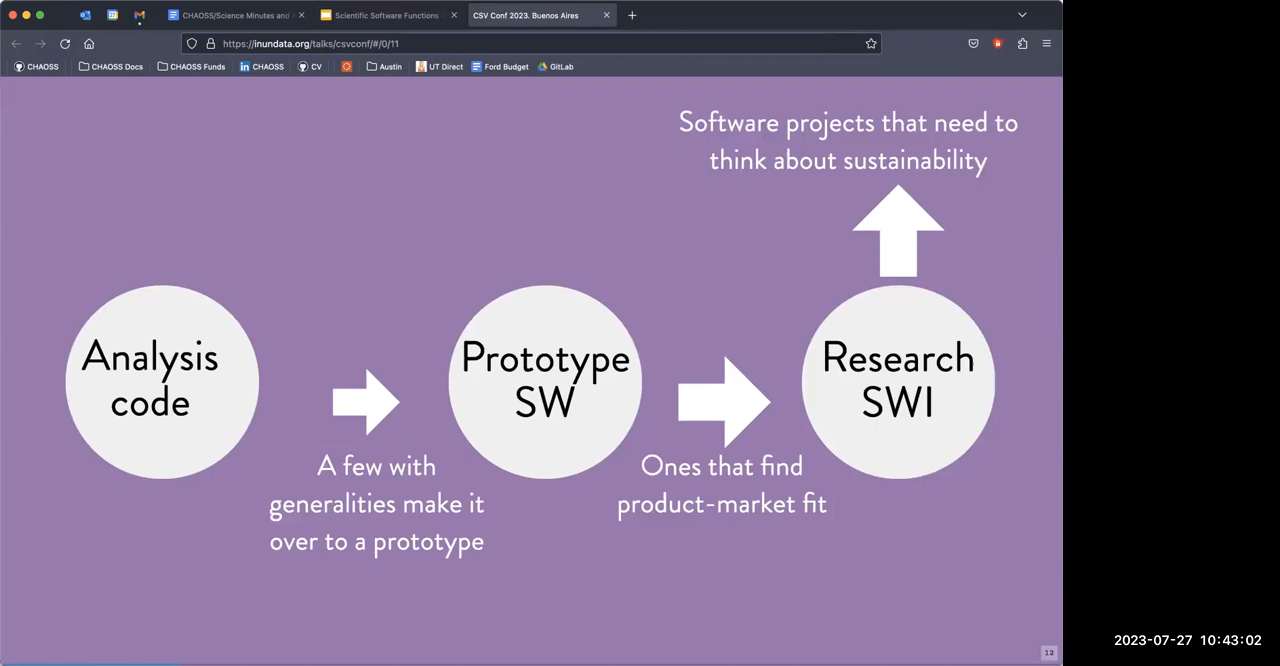 CHAOSS/Science Minutes and
Scientific Software Functions
CSV Conf 2023. Buenos Aires
https://inundata.org/talks/csvconf/#/0/11
CHAOSS
CHAOSS Docs
CHAOSS Funds
CHAOSS
CV
Austin
UT Direct
Ford Budget
GitLab
Software projects that need to
think about sustainability
Analysis
code
Prototype
SW
Research
SWI
A few with
generalities make it
over to a prototype
Ones that find
product-market fit
12
2023-07-27 10:43:02